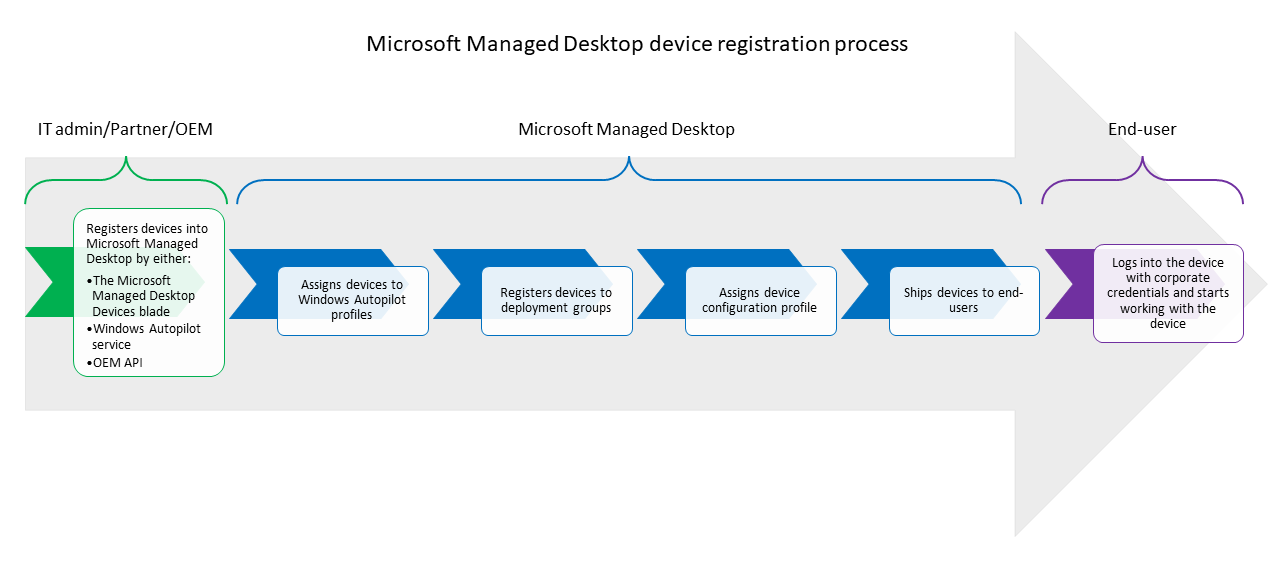 Microsoft Managed Desktop device registration process
IT admin/Partner/OEM
Microsoft Managed Desktop
End-user
Registers devices into
Microsoft Managed
Desktop by either:
•The Microsoft
Managed Desktop
Devices blade
•Windows Autopilot
service
•OEM API
Assigns devices to
Windows Autopilot
profiles
Registers devices to
deployment groups
Assigns device
configuration profile
Ships devices to end-
users
Logs into the device
with corporate
credentials and starts
working with the
device